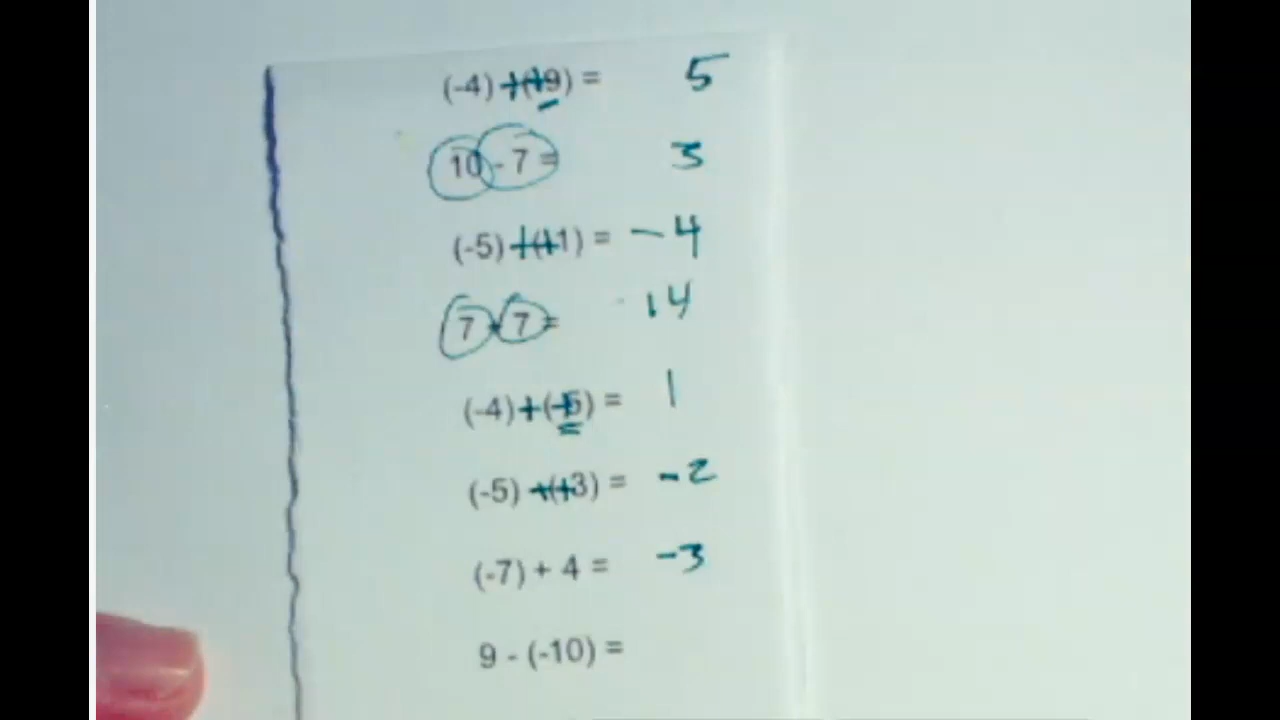 (-4) + (+9) = 5
10 - 7 = 3
(-5) + (+1) = -4
7 + 7 = 14
(-4) + (+5) = 1
(-5) + (+3) = -2
(-7) + 4 = -3
9 - (-10) =